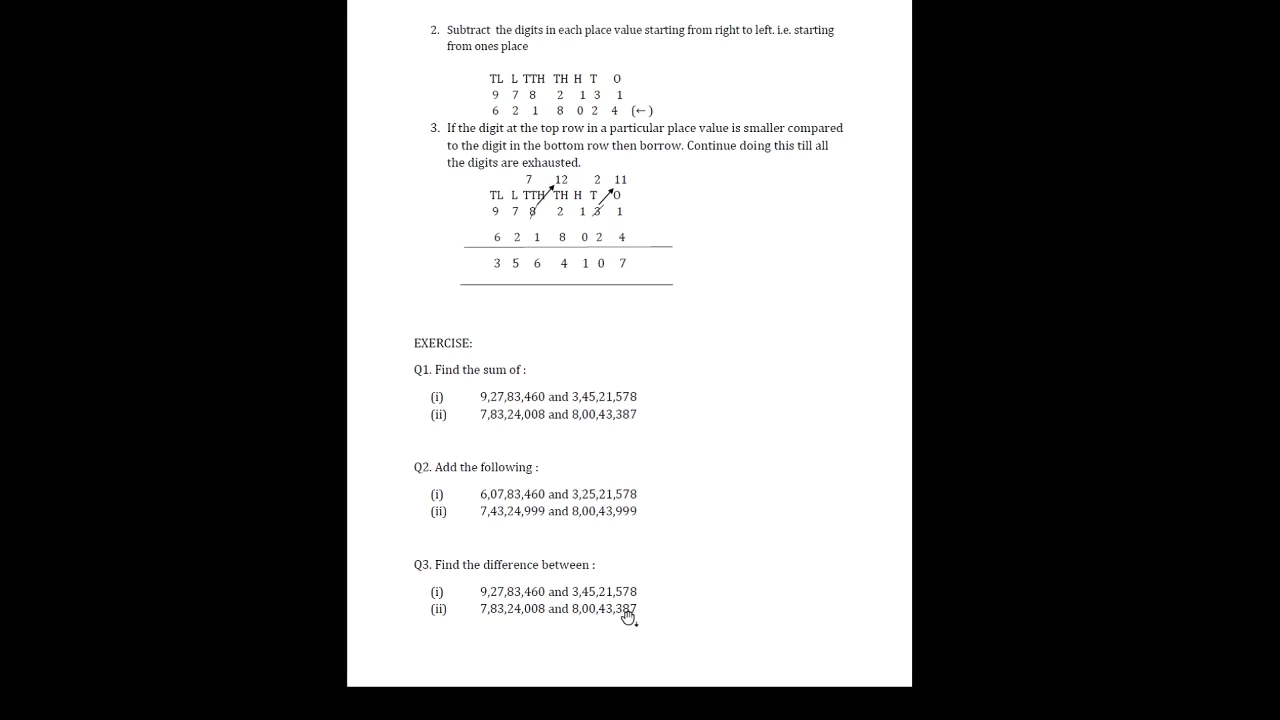 2. Subtract the digits in each place value starting from right to left. i.e. starting
from ones place
TL L TTH TH H T O
9 7 8 2 1 3 1
6 2 1 8 0 2 4 (←)
3. If the digit at the top row in a particular place value is smaller compared
to the digit in the bottom row then borrow. Continue doing this till all
the digits are exhausted.
7 12 2 11
TL L TTH TH H T O
9 7 8 2 1 3 1
6 2 1 8 0 2 4
3 5 6 4 1 0 7
EXERCISE:
Q1. Find the sum of :
(i) 9,27,83,460 and 3,45,21,578
(ii) 7,83,24,008 and 8,00,43,387
Q2. Add the following :
(i) 6,07,83,460 and 3,25,21,578
(ii) 7,43,24,999 and 8,00,43,999
Q3. Find the difference between :
(i) 9,27,83,460 and 3,45,21,578
(ii) 7,83,24,008 and 8,00,43,387